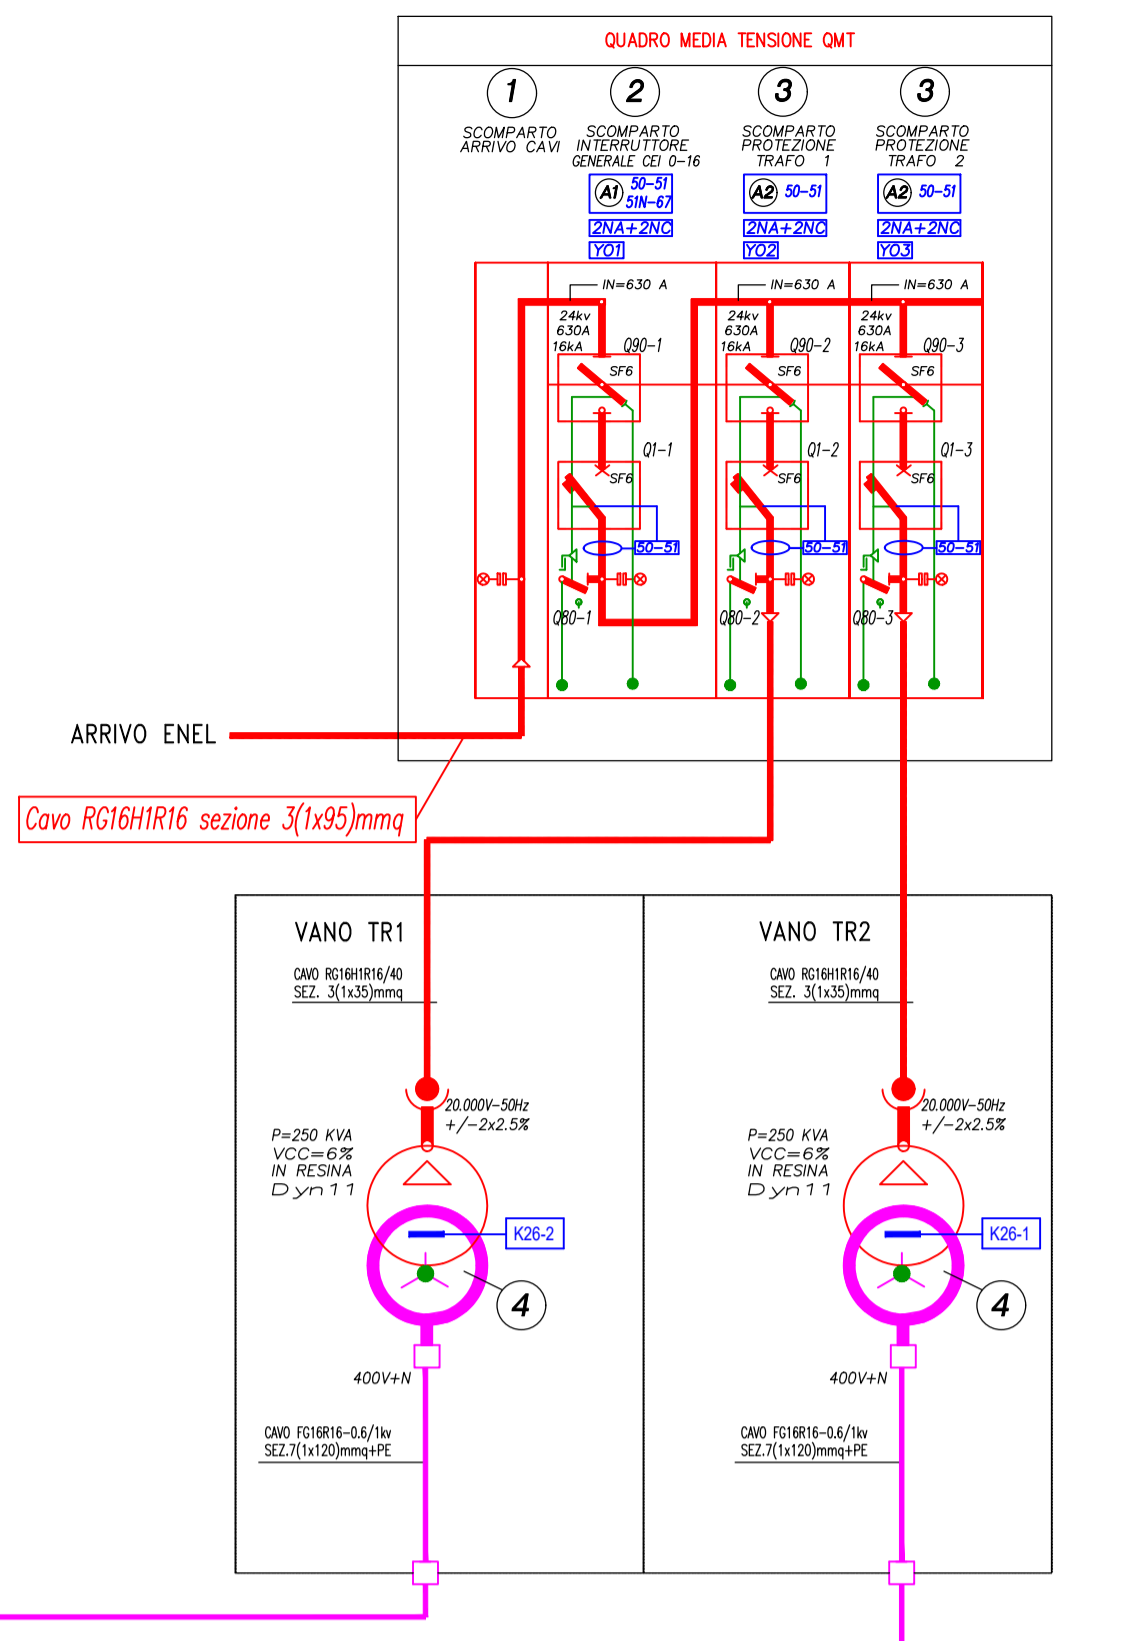 QUADRO MEDIA TENSIONE QMT
1
2
3
3
SCOMPARTO
ARRIVO CAVI
SCOMPARTO
INTERRUTTORE
GENERALE CEI 0-16
SCOMPARTO
PROTEZIONE
TRAFO 1
SCOMPARTO
PROTEZIONE
TRAFO 2
A1 50-51
51N-67
A2 50-51
A2 50-51
2NA+2NC
2NA+2NC
2NA+2NC
YO1
YO2
YO3
IN=630 A
IN=630 A
IN=630 A
24kv
630A
16kA
24kv
630A
16kA
24kv
630A
16kA
Q90-1
Q90-2
Q90-3
SF6
SF6
SF6
Q1-1
Q1-2
Q1-3
SF6
SF6
SF6
50-51
50-51
50-51
Q80-1
Q80-2
Q80-3
ARRIVO ENEL
Cavo RG16H1R16 sezione 3(1x95)mmq
VANO TR1
CAVO RG16H1R16/40
SEZ. 3(1x35)mmq
20.000V-50Hz
+/-2x2.5%
P=250 KVA
VCC=6%
IN RESINA
Dyn11
K26-2
4
400V+N
CAVO FG16R16-0.6/1kv
SEZ.7(1x120)mmq+PE
VANO TR2
CAVO RG16H1R16/40
SEZ. 3(1x35)mmq
20.000V-50Hz
+/-2x2.5%
P=250 KVA
VCC=6%
IN RESINA
Dyn11
K26-1
4
400V+N
CAVO FG16R16-0.6/1kv
SEZ.7(1x120)mmq+PE